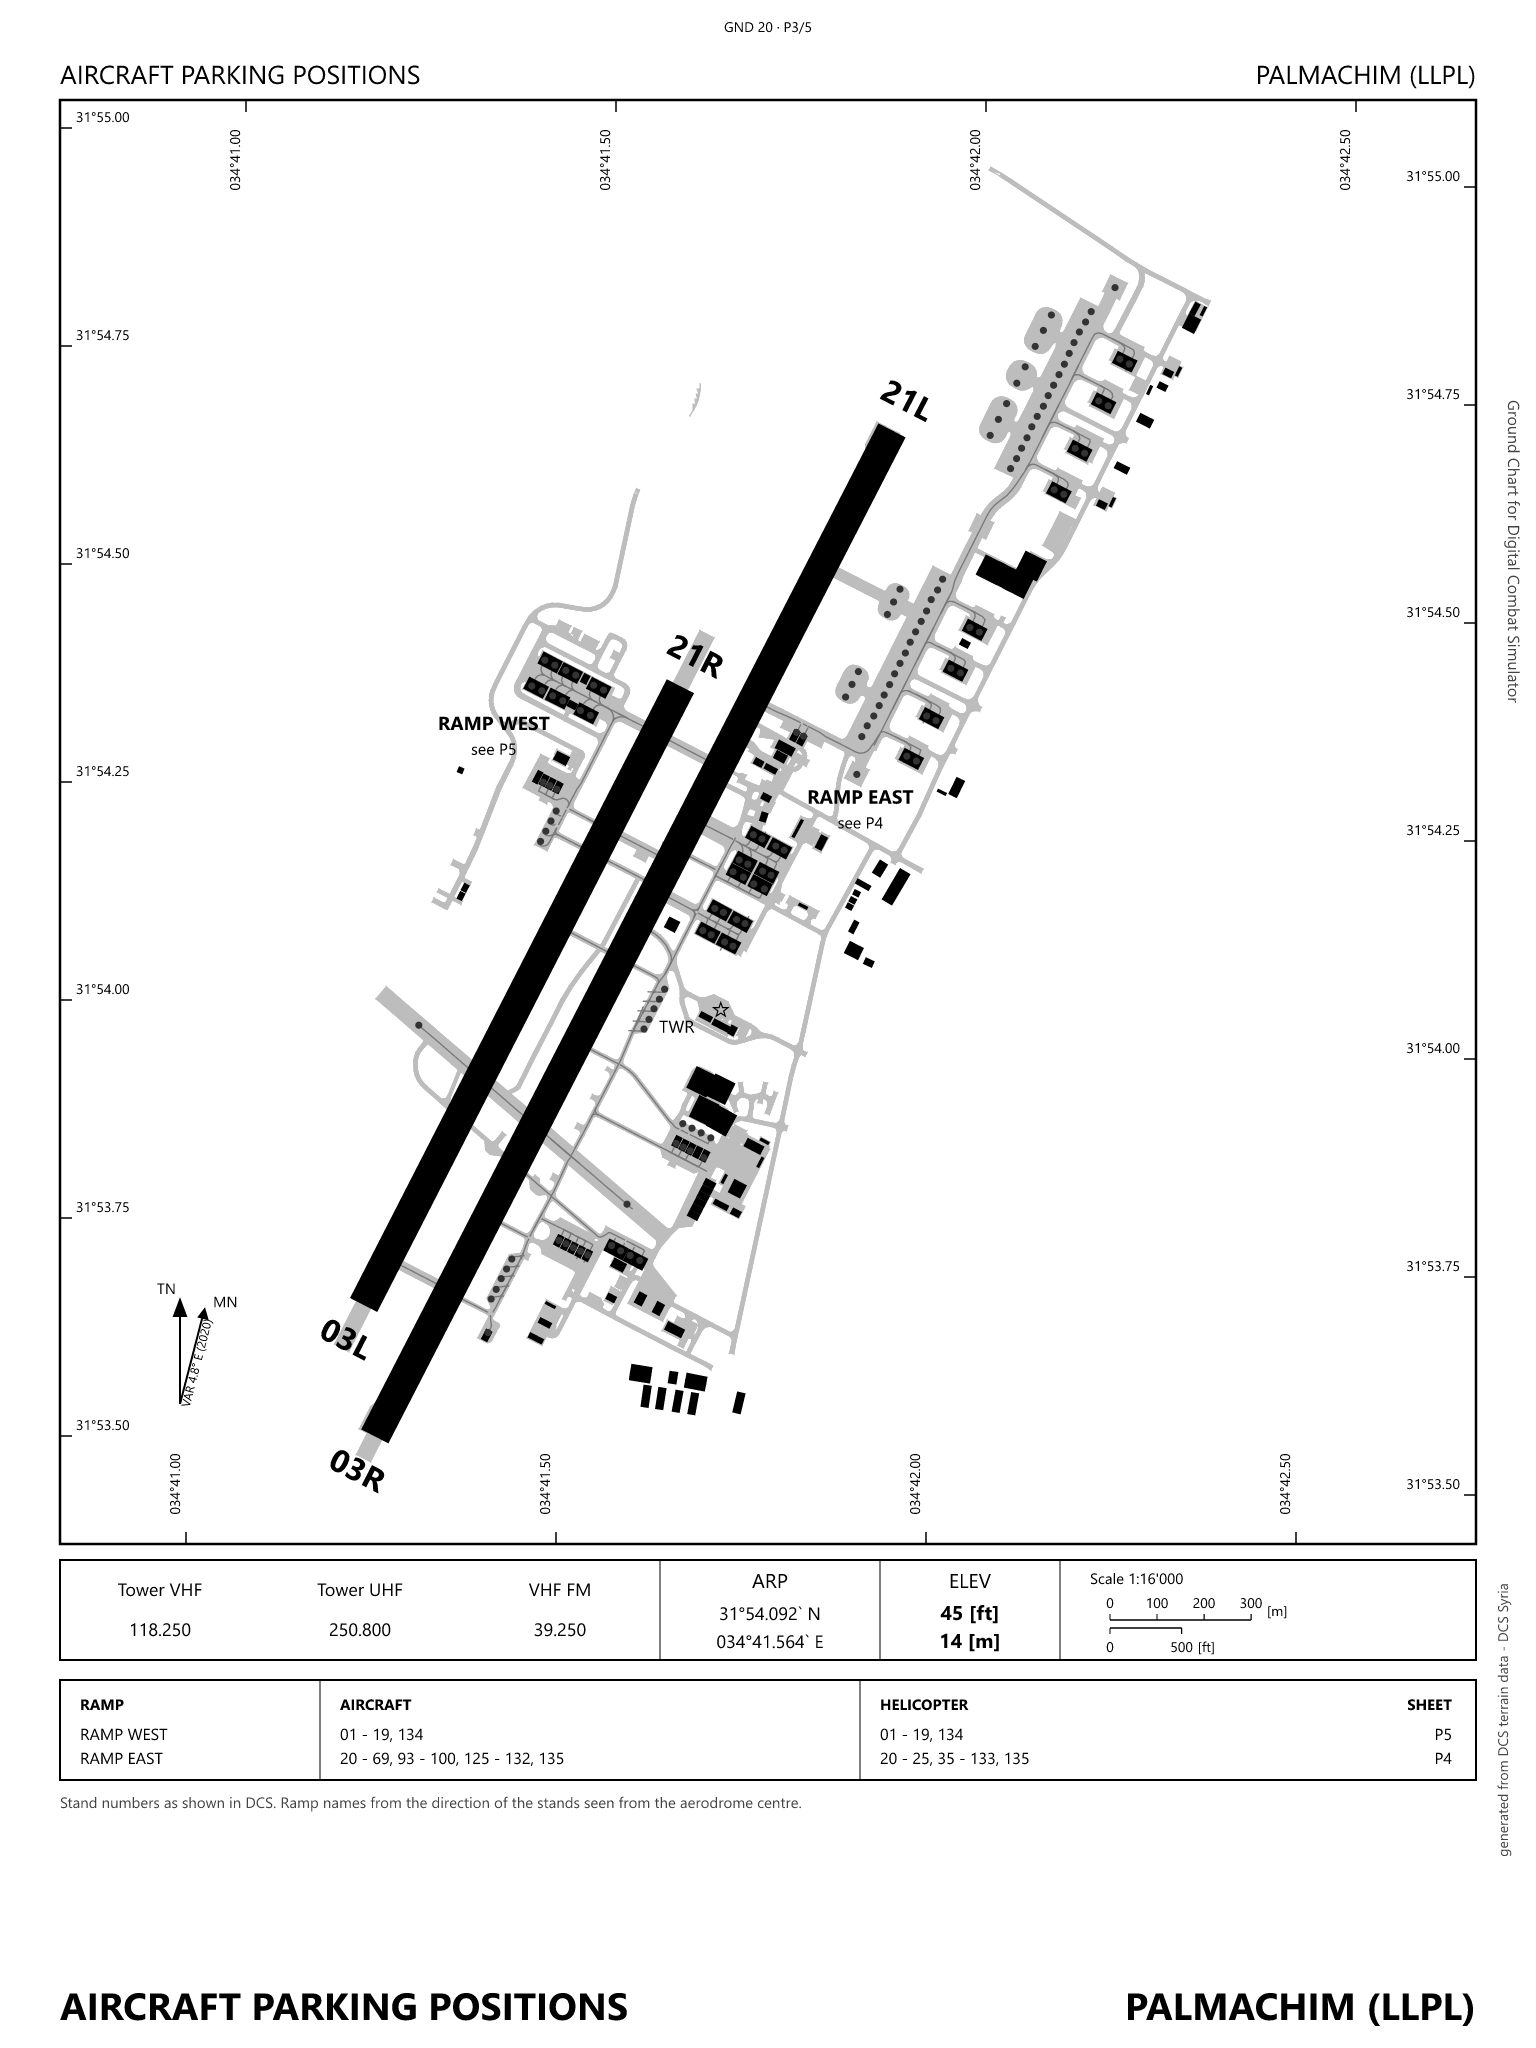 GND 20 · P3/5
AIRCRAFT PARKING POSITIONS
PALMACHIM (LLPL)
31°55.00
034°41.00
034°41.50
034°42.00
034°42.50
31°55.00
31°54.75
31°54.75
21L
Ground Chart for Digital Combat Simulator
31°54.50
31°54.50
21R
RAMP WEST
see P5
31°54.25
RAMP EAST
see P4
31°54.25
31°54.00
TWR
31°54.00
31°53.75
31°53.75
TN
MN
VAR 4.8° E (2020)
03L
31°53.50
03R
31°53.50
034°41.00
034°41.50
034°42.00
034°42.50
Tower VHF
118.250
Tower UHF
250.800
VHF FM
39.250
ARP
31°54.092` N
034°41.564` E
ELEV
45 [ft]
14 [m]
Scale 1:16'000
0 100 200 300 [m]
0 500 [ft]
generated from DCS terrain data - DCS Syria
RAMP AIRCRAFT HELICOPTER SHEET
RAMP WEST 01 - 19, 134 01 - 19, 134 P5
RAMP EAST 20 - 69, 93 - 100, 125 - 132, 135 20 - 25, 35 - 133, 135 P4
Stand numbers as shown in DCS. Ramp names from the direction of the stands seen from the aerodrome centre.
AIRCRAFT PARKING POSITIONS
PALMACHIM (LLPL)